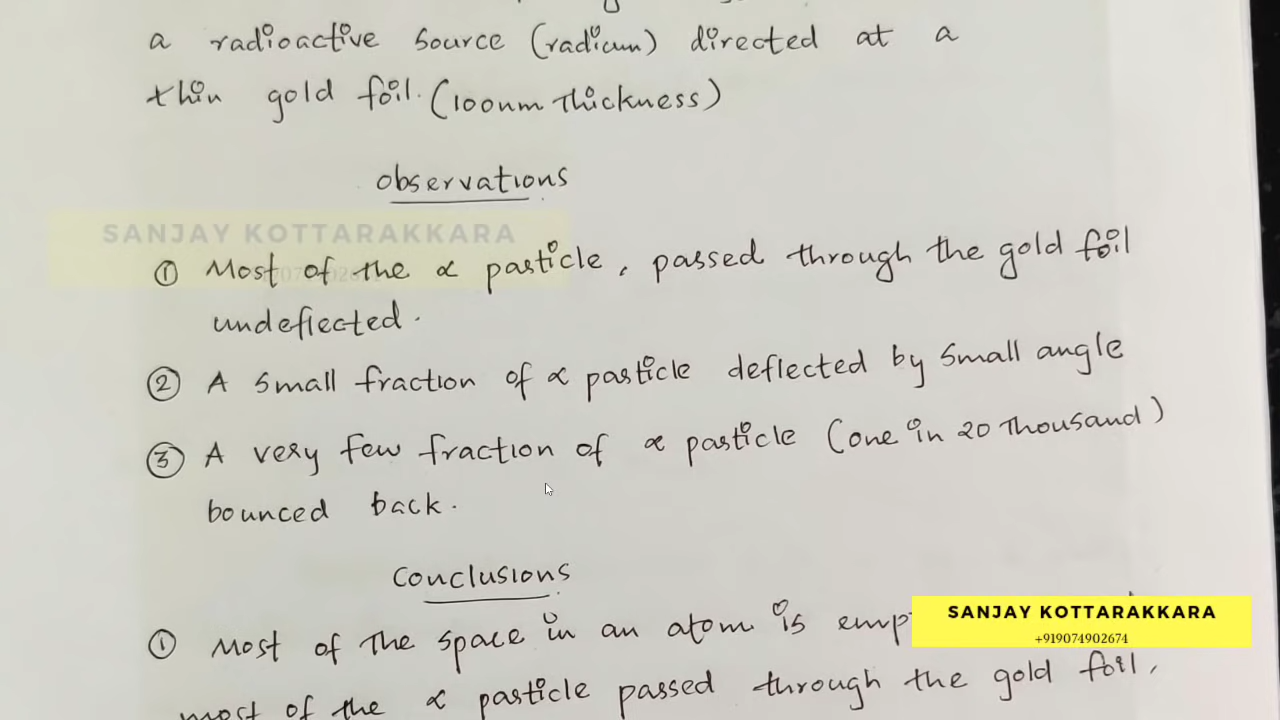 a radioactive source (radium) directed at a
thin gold foil. (100nm Thickness)
observations
SANJAY KOTTARAKKARA
① Most of the α particle, passed through the gold foil
undeflected.
② A small fraction of α particle deflected by small angle
③ A very few fraction of α particle (one in 20 Thousand)
bounced back.
Conclusions
① Most of The space in an atom is
SANJAY KOTTARAKKARA
+919074902674
most of the α particle passed through the gold foil,